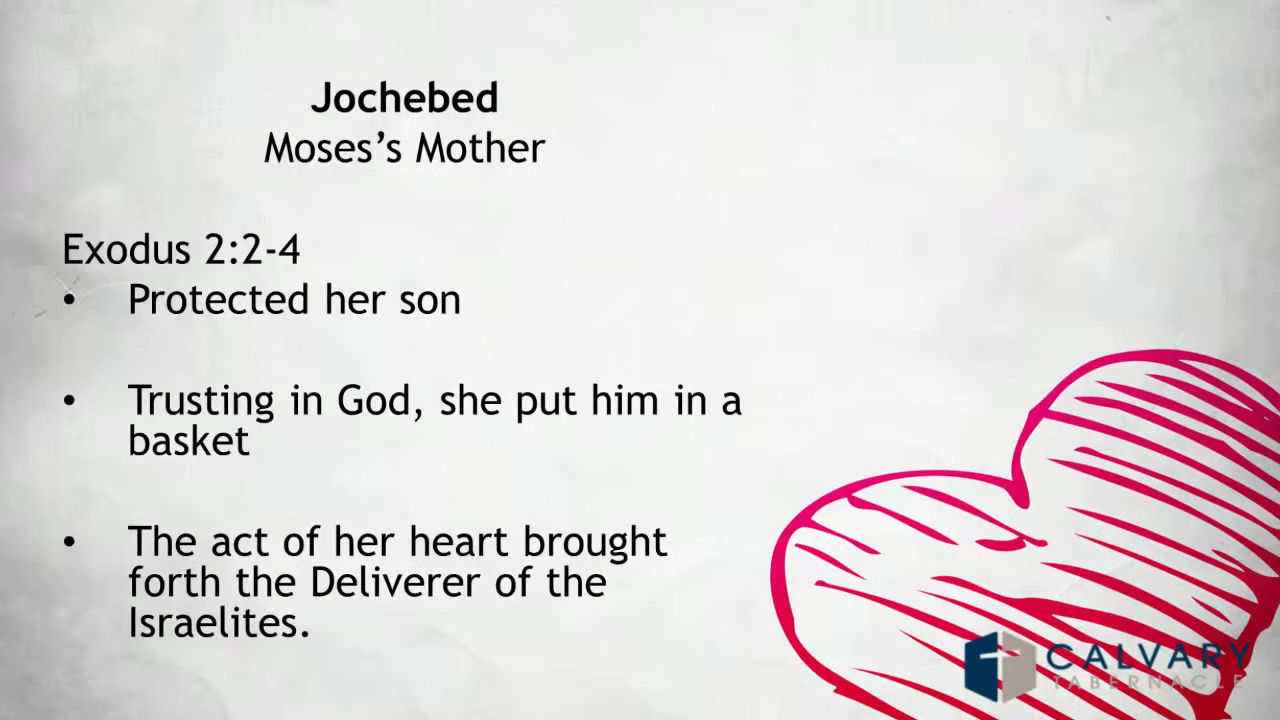 Jochebed
Moses’s Mother
Exodus 2:2-4
• Protected her son
• Trusting in God, she put him in a
basket
• The act of her heart brought
forth the Deliverer of the
Israelites.
CALVARY
TABERNACLE